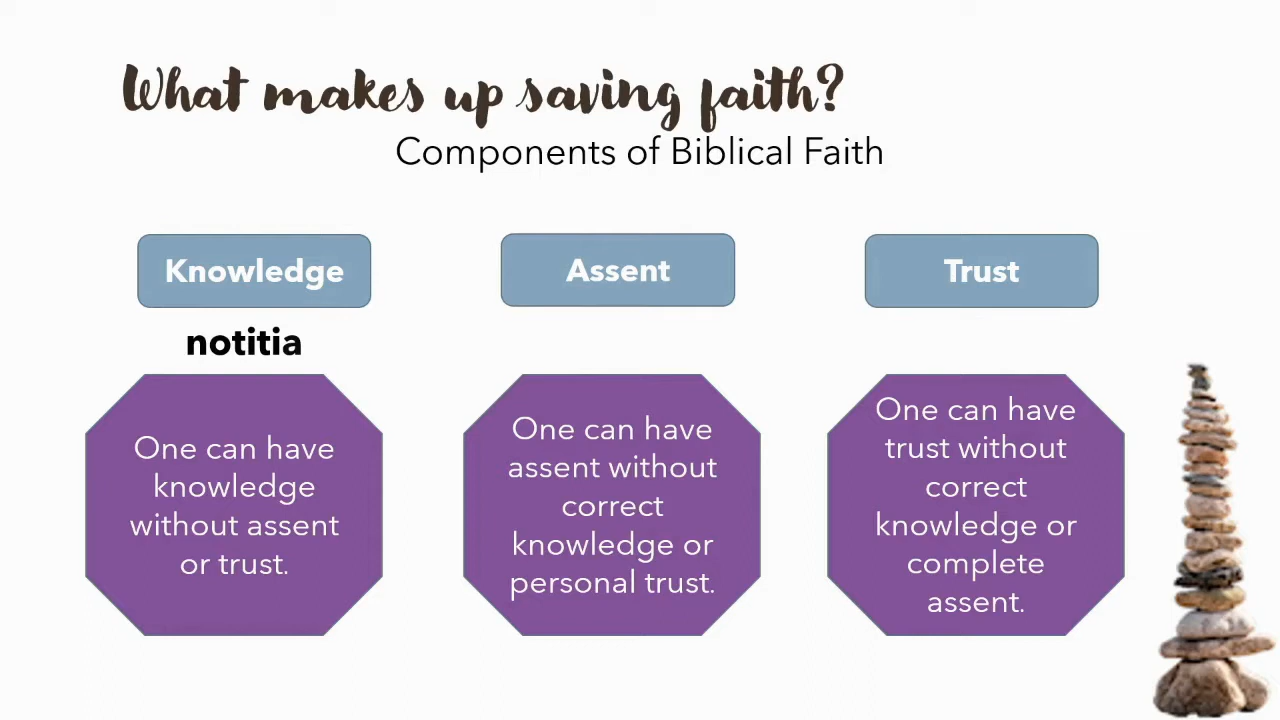 What makes up saving faith?
Components of Biblical Faith
Knowledge
notitia
One can have
knowledge
without assent
or trust.
Assent
One can have
assent without
correct
knowledge or
personal trust.
Trust
One can have
trust without
correct
knowledge or
complete
assent.